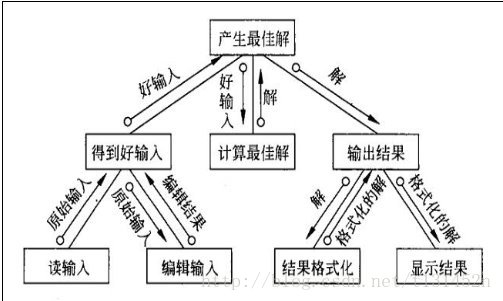 产生最佳解
好输入
好输入
解
解
得到好输入
计算最佳解
输出结果
原始输入
原始输入
编辑结果
解
格式化的解
格式化的解
读输入
编辑输入
结果格式化
显示结果